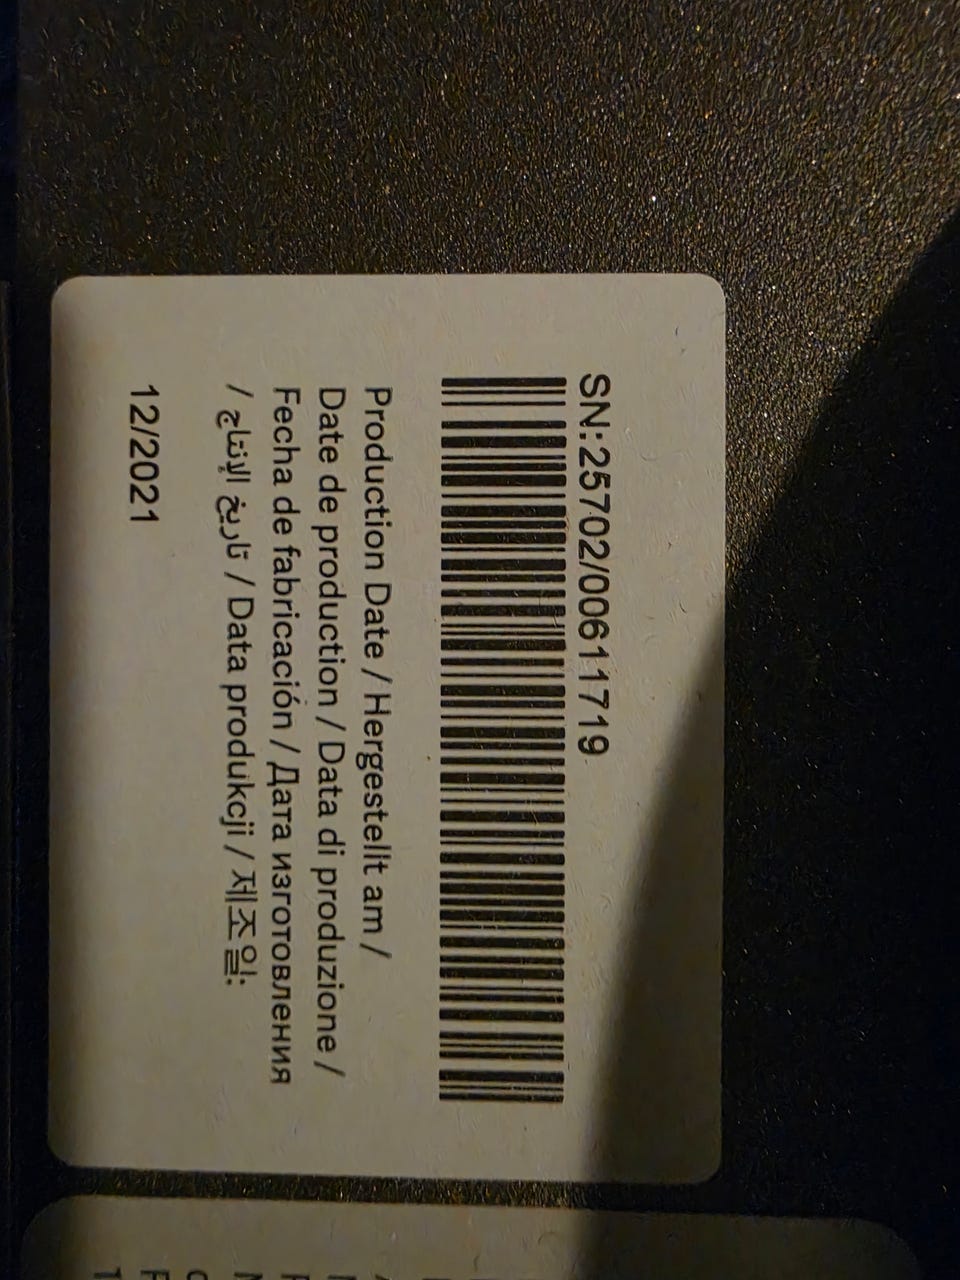 SN:25702/00611719
Production Date / Hergestellt am /
Date de production / Data di produzione /
Fecha de fabricación / Дата изготовления
/ تاريخ الإنتاج / Data produkcji / 제조일:
12/2021